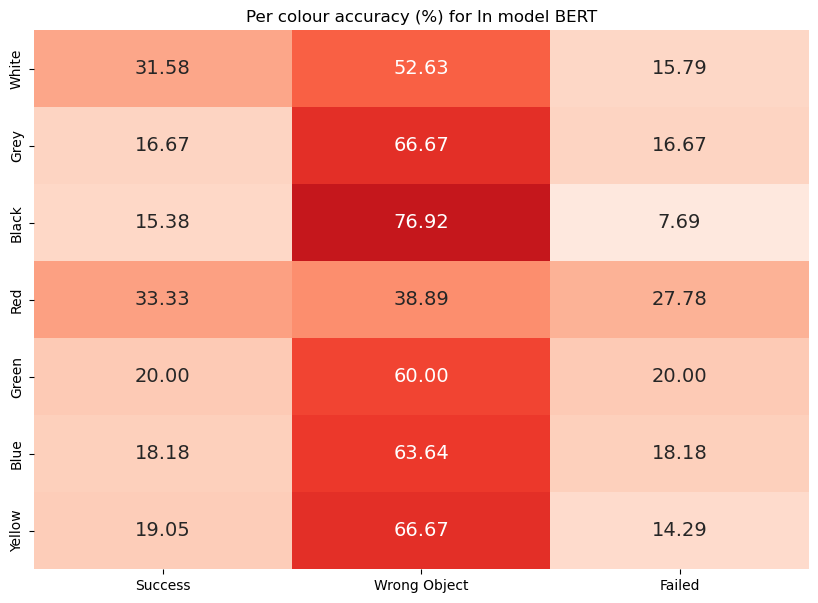 Per colour accuracy (%) for In model BERT
White 31.58 52.63 15.79
Grey 16.67 66.67 16.67
Black 15.38 76.92 7.69
Red 33.33 38.89 27.78
Green 20.00 60.00 20.00
Blue 18.18 63.64 18.18
Yellow 19.05 66.67 14.29
Success Wrong Object Failed